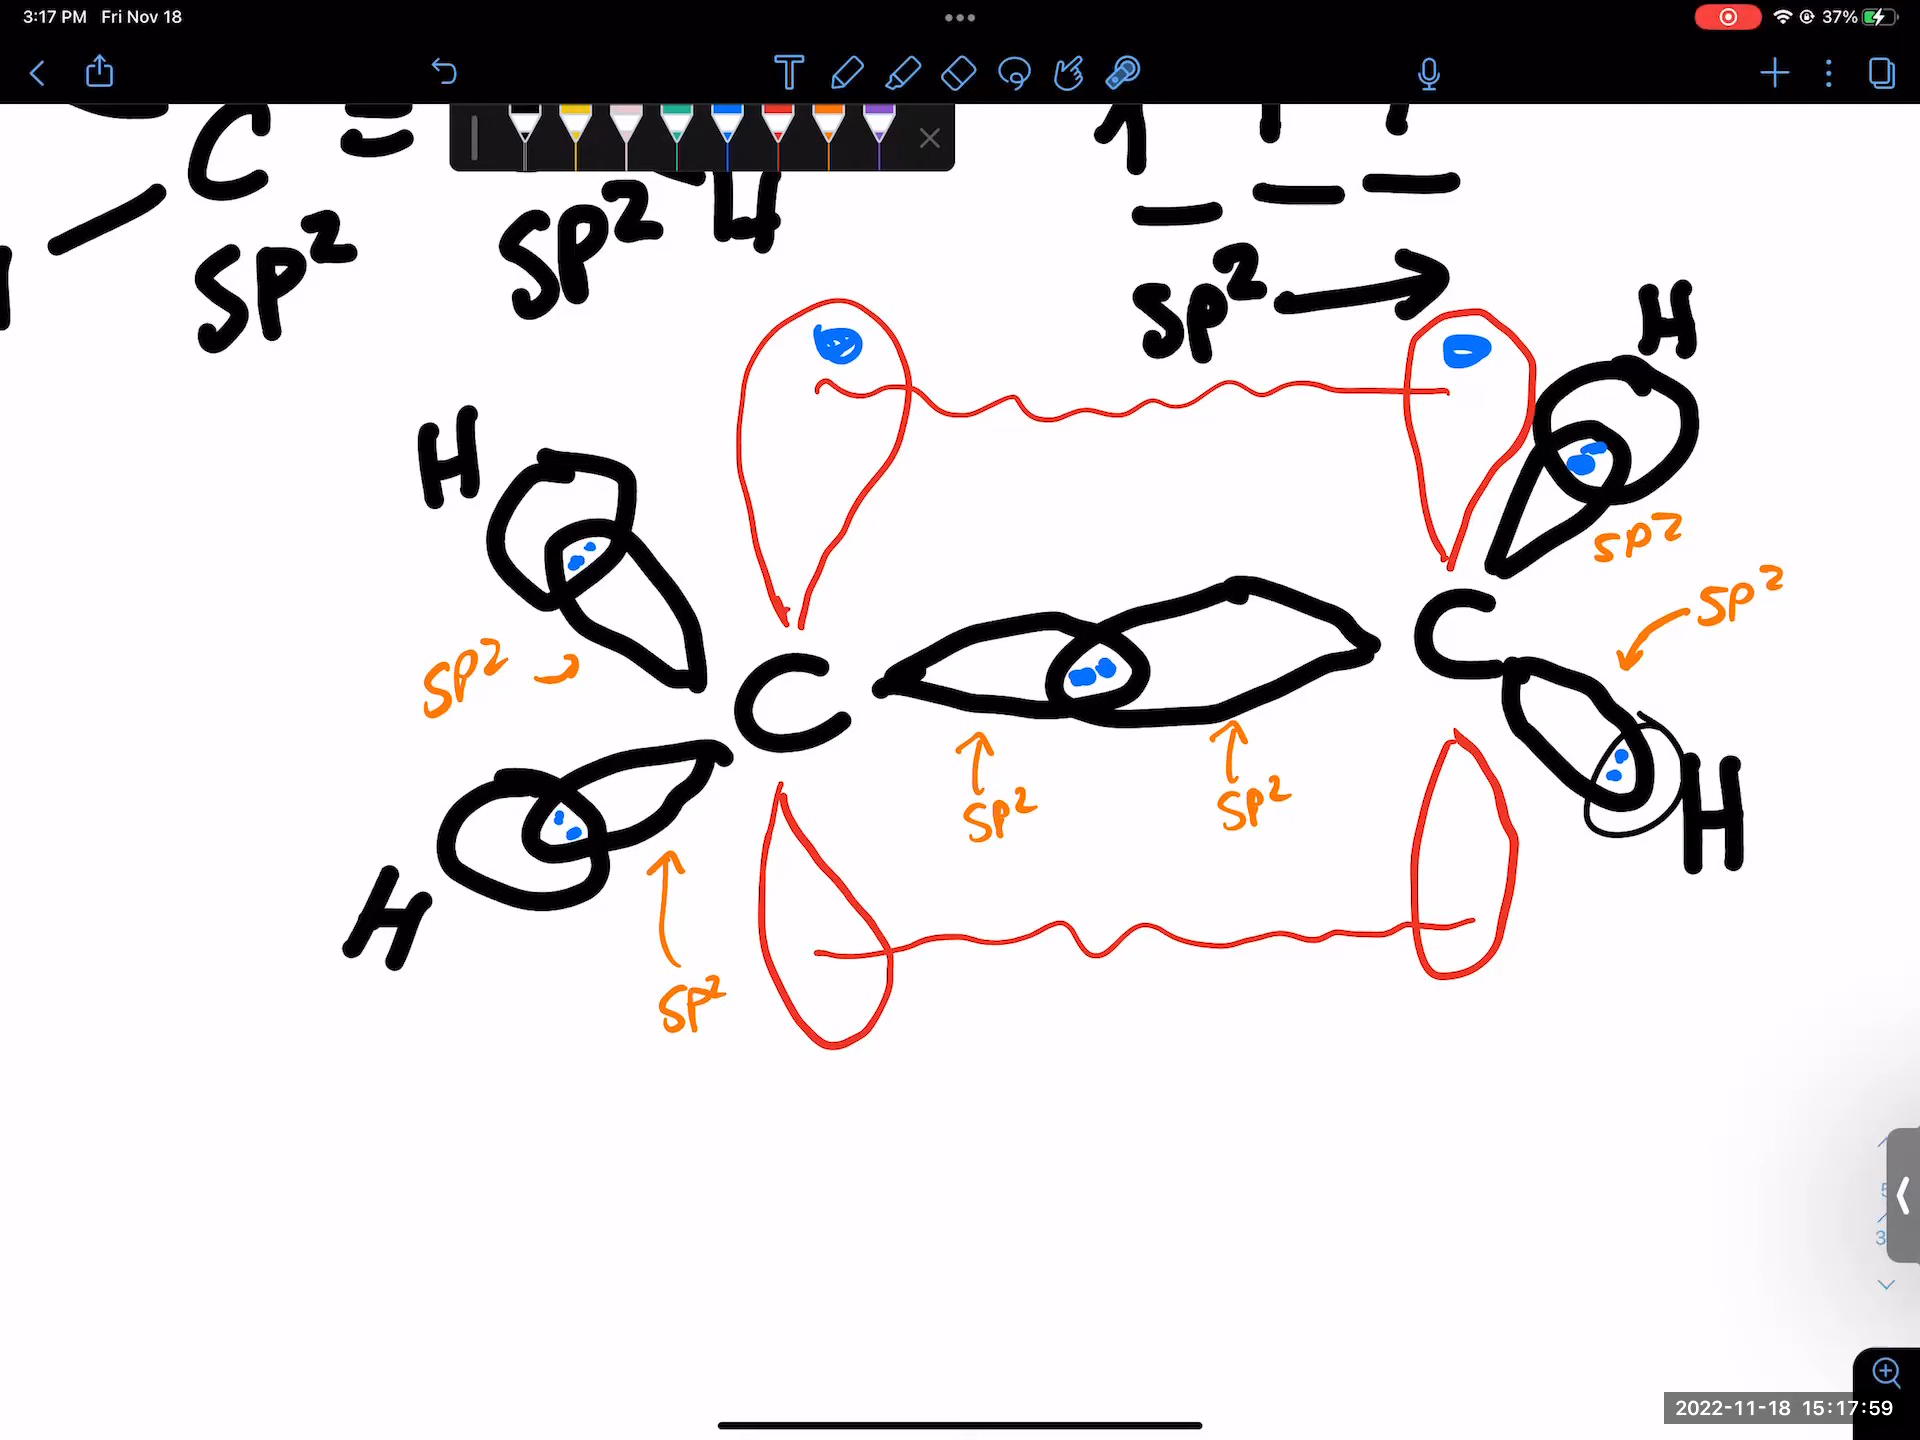 3:17 PM Fri Nov 18
37%
C =
SP² SP² H
SP²
H
H
SP2
SP²
SP2
C
C
SP² SP²
H
H
SP²
2022-11-18 15:17:59